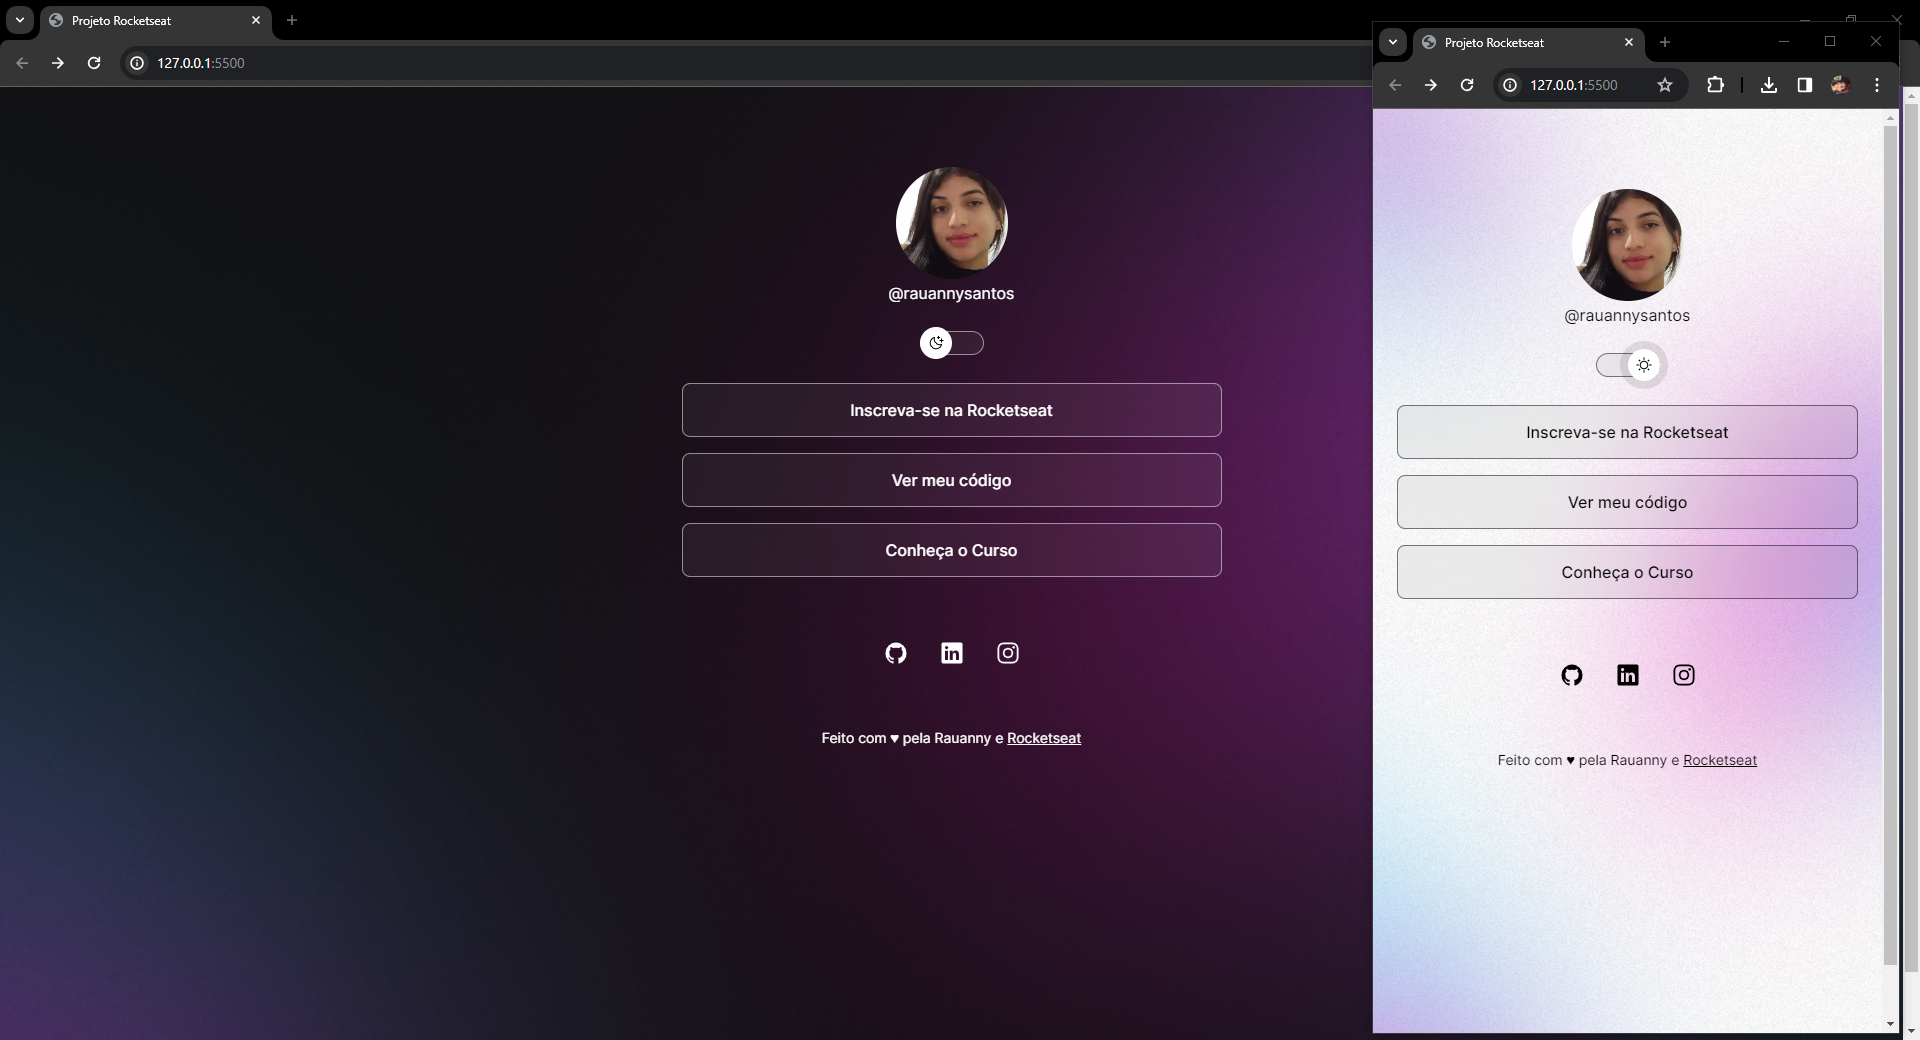 Projeto Rocketseat
127.0.0.1:5500
@rauannysantos
Inscreva-se na Rocketseat
Ver meu código
Conheça o Curso
in
Feito com ♥ pela Rauanny e Rocketseat
Projeto Rocketseat
127.0.0.1:5500
@rauannysantos
Inscreva-se na Rocketseat
Ver meu código
Conheça o Curso
in
Feito com ♥ pela Rauanny e Rocketseat